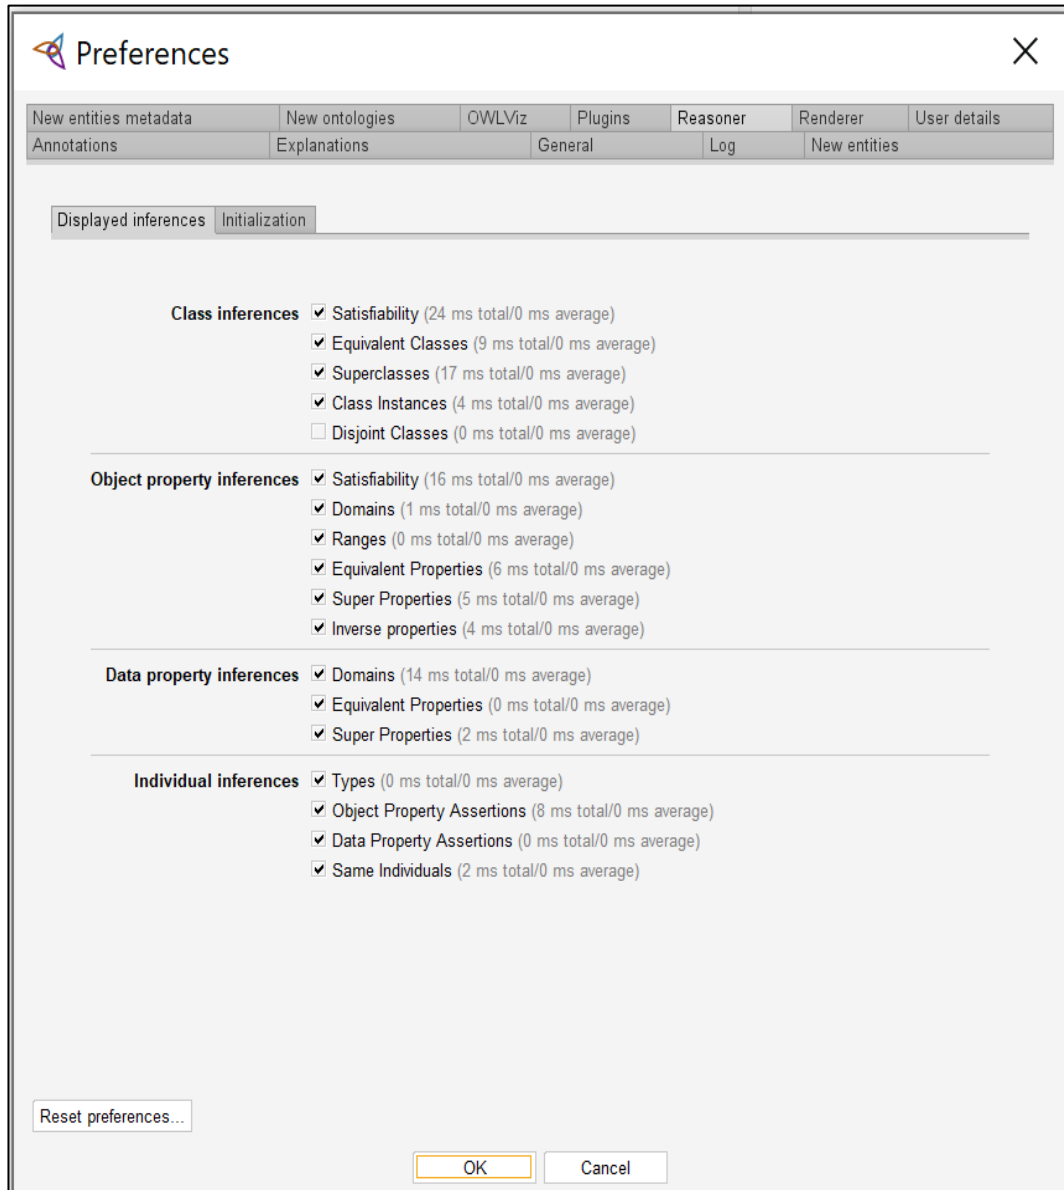 Preferences
New entities metadata New ontologies OWLViz Plugins Reasoner Renderer User details
Annotations Explanations General Log New entities
Displayed inferences Initialization
Class inferences Satisfiability (24 ms total/0 ms average)
Equivalent Classes (9 ms total/0 ms average)
Superclasses (17 ms total/0 ms average)
Class Instances (4 ms total/0 ms average)
Disjoint Classes (0 ms total/0 ms average)
Object property inferences Satisfiability (16 ms total/0 ms average)
Domains (1 ms total/0 ms average)
Ranges (0 ms total/0 ms average)
Equivalent Properties (6 ms total/0 ms average)
Super Properties (5 ms total/0 ms average)
Inverse properties (4 ms total/0 ms average)
Data property inferences Domains (14 ms total/0 ms average)
Equivalent Properties (0 ms total/0 ms average)
Super Properties (2 ms total/0 ms average)
Individual inferences Types (0 ms total/0 ms average)
Object Property Assertions (8 ms total/0 ms average)
Data Property Assertions (0 ms total/0 ms average)
Same Individuals (2 ms total/0 ms average)
Reset preferences...
OK Cancel